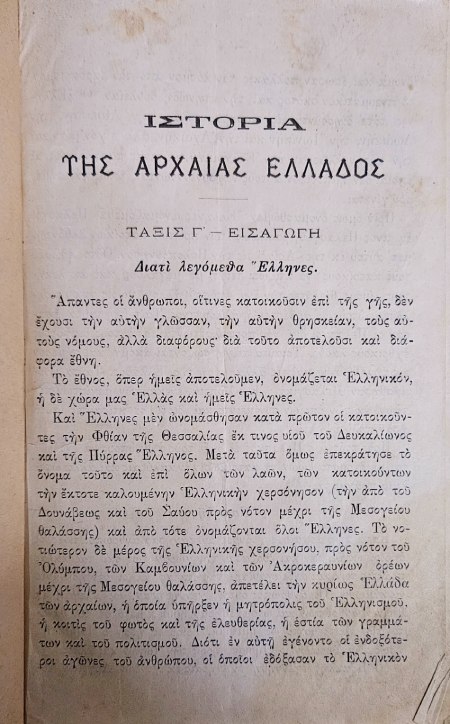 ΙΣΤΟΡΙΑ
ΤΗΣ ΑΡΧΑΙΑΣ ΕΛΛΑΔΟΣ
ΤΑΞΙΣ Γ΄ — ΕΙΣΑΓΩΓΗ
Διατὶ λεγόμεθα Ἕλληνες.
Ἅπαντες οἱ ἄνθρωποι, οἵτινες κατοικοῦσιν ἐπὶ τῆς γῆς, δὲν
ἔχουσι τὴν αὐτὴν γλῶσσαν, τὴν αὐτὴν θρησκείαν, τοὺς αὐ-
τοὺς νόμους, ἀλλὰ διαφόρους· διὰ τοῦτο ἀποτελοῦσι καὶ διά-
φορα ἔθνη.
Τὸ ἔθνος, ὅπερ ἡμεῖς ἀποτελοῦμεν, ὀνομάζεται Ἑλληνικόν,
ἡ δὲ χώρα μας Ἑλλὰς καὶ ἡμεῖς Ἕλληνες.
Καὶ Ἕλληνες μὲν ὠνομάσθησαν κατὰ πρῶτον οἱ κατοικοῦν-
τες τὴν Φθίαν τῆς Θεσσαλίας ἔκ τινος υἱοῦ τοῦ Δευκαλίωνος
καὶ τῆς Πύρρας Ἕλληνος. Μετὰ ταῦτα ὅμως ἐπεκράτησε τὸ
ὄνομα τοῦτο καὶ ἐπὶ ὅλων τῶν λαῶν, τῶν κατοικούντων
τὴν ἔκτοτε καλουμένην Ἑλληνικὴν χερσόνησον (τὴν ἀπὸ τοῦ
Δουνάβεως καὶ τοῦ Σαύου πρὸς νότον μέχρι τῆς Μεσογείου
θαλάσσης) καὶ ἀπὸ τότε ὀνομάζονται ὅλοι Ἕλληνες. Τὸ νο-
τιώτερον δὲ μέρος τῆς Ἑλληνικῆς χερσονήσου, πρὸς νότον τοῦ
Ὀλύμπου, τῶν Καμβουνίων καὶ τῶν Ἀκροκεραυνίων ὀρέων
μέχρι τῆς Μεσογείου θαλάσσης, ἀπετέλει τὴν κυρίως Ἑλλάδα
τῶν ἀρχαίων, ἡ ὁποία ὑπῆρξεν ἡ μητρόπολις τοῦ Ἑλληνισμοῦ,
ἡ κοιτὶς τοῦ φωτὸς καὶ τῆς ἐλευθερίας, ἡ ἑστία τῶν γραμμά-
των καὶ τοῦ πολιτισμοῦ. Διότι ἐν αὐτῇ ἐγένοντο οἱ ἐνδοξότε-
ροι ἀγῶνες τοῦ ἀνθρώπου, οἱ ὁποῖοι ἐδόξασαν τὸ Ἑλληνικὸν